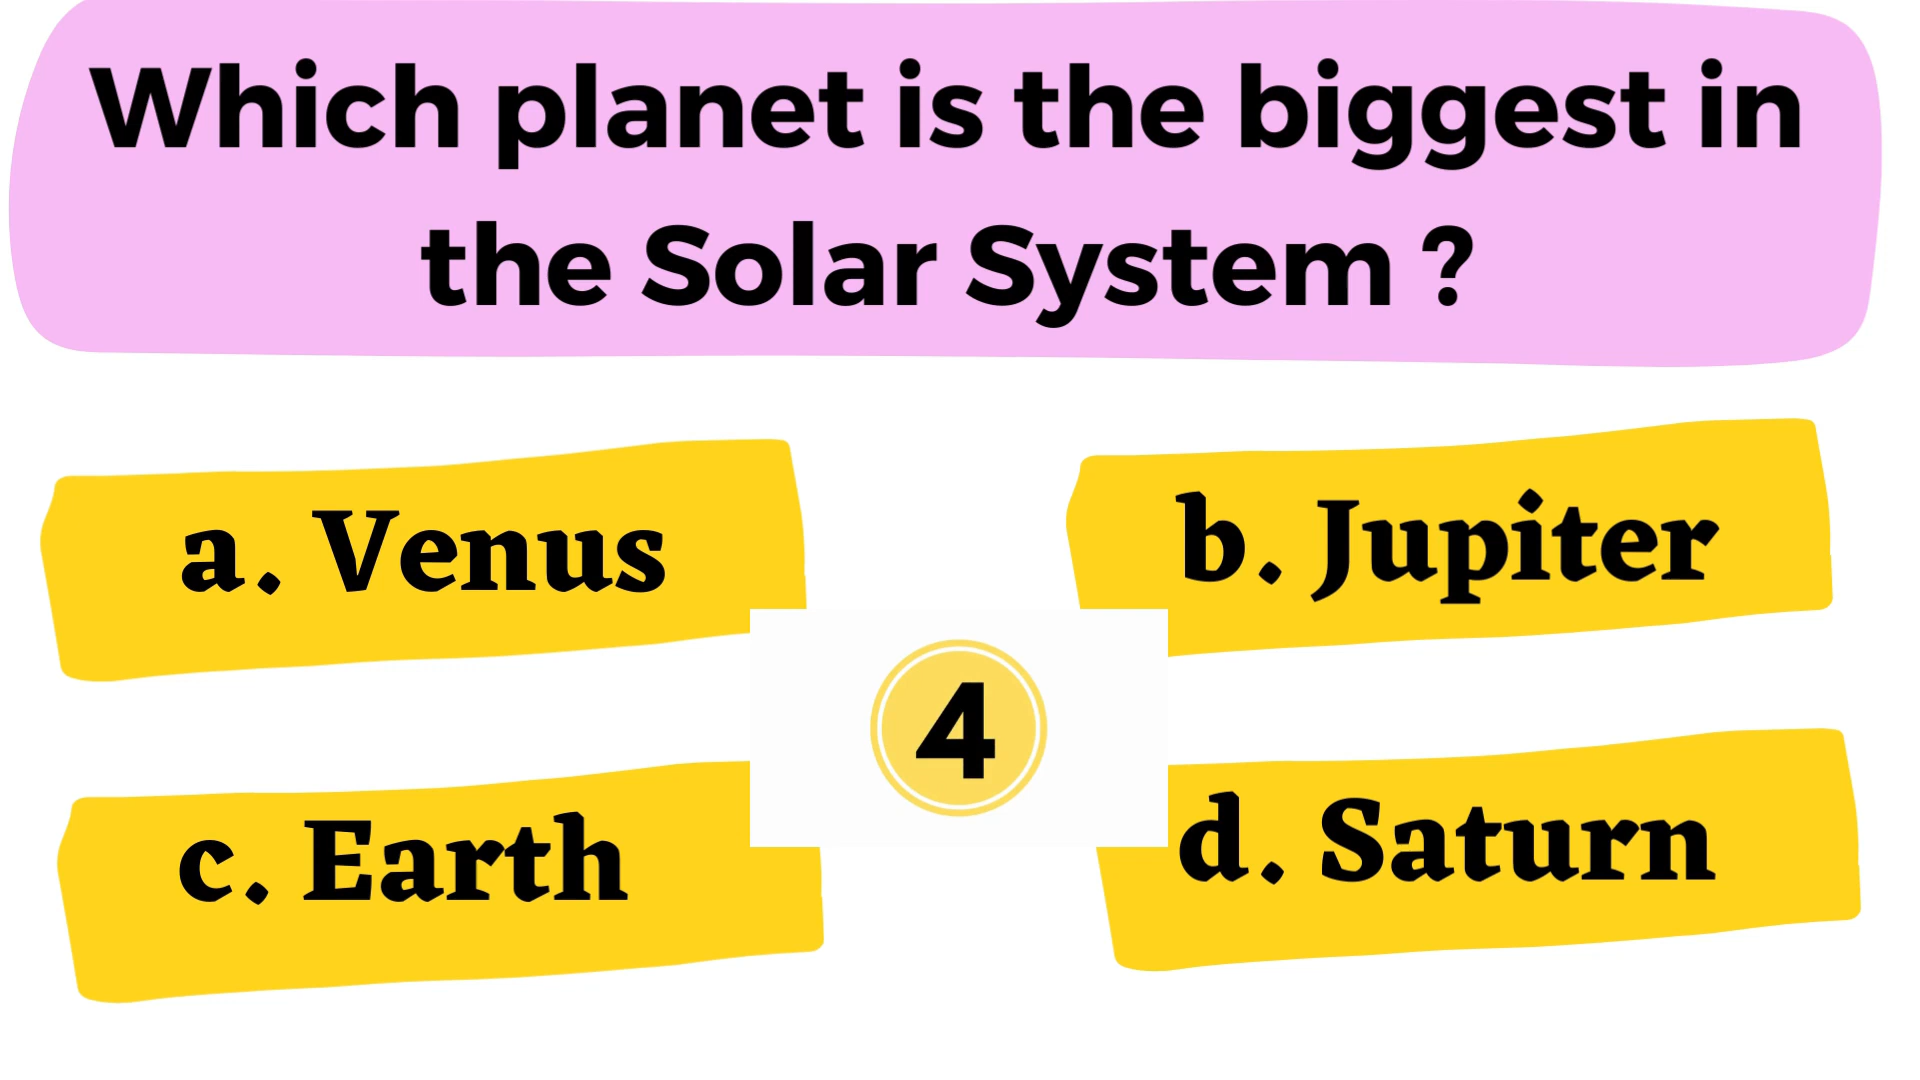 Which planet is the biggest in
the Solar System ?
a. Venus
b. Jupiter
4
c. Earth
d. Saturn